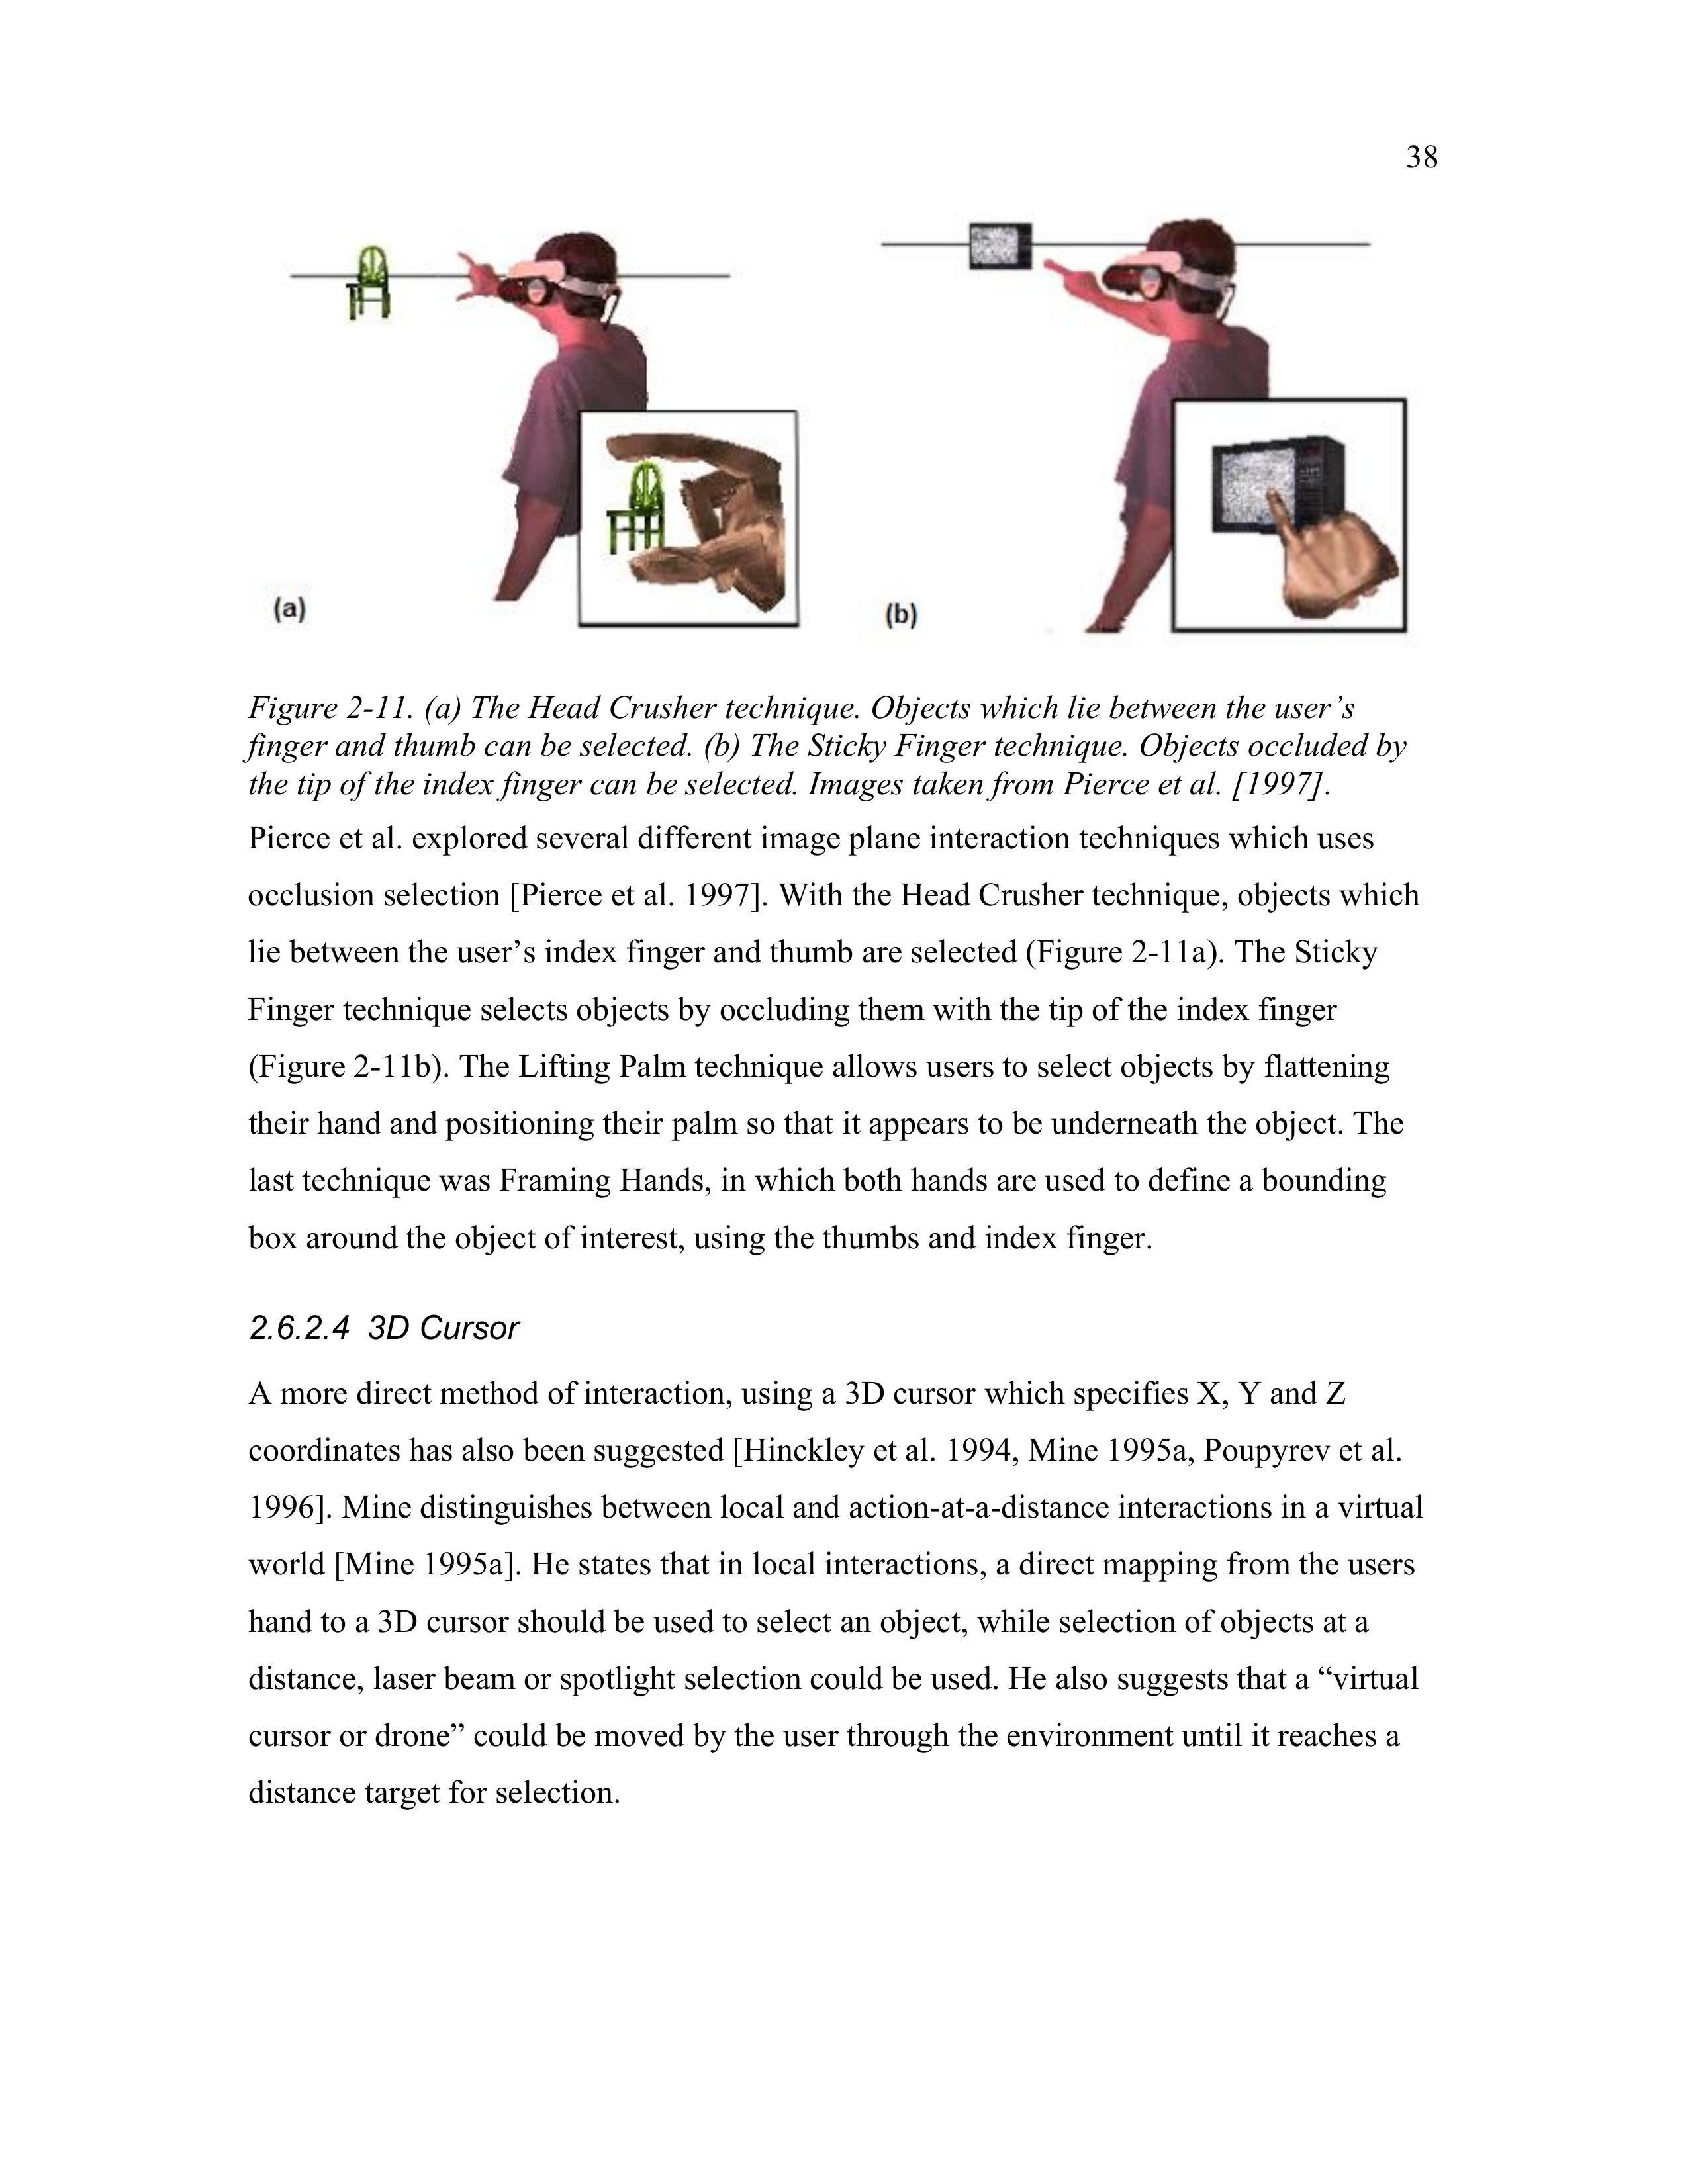 38
(a)
(b)
Figure 2-11. (a) The Head Crusher technique. Objects which lie between the user’s
finger and thumb can be selected. (b) The Sticky Finger technique. Objects occluded by
the tip of the index finger can be selected. Images taken from Pierce et al. [1997].
Pierce et al. explored several different image plane interaction techniques which uses
occlusion selection [Pierce et al. 1997]. With the Head Crusher technique, objects which
lie between the user’s index finger and thumb are selected (Figure 2-11a). The Sticky
Finger technique selects objects by occluding them with the tip of the index finger
(Figure 2-11b). The Lifting Palm technique allows users to select objects by flattening
their hand and positioning their palm so that it appears to be underneath the object. The
last technique was Framing Hands, in which both hands are used to define a bounding
box around the object of interest, using the thumbs and index finger.
2.6.2.4 3D Cursor
A more direct method of interaction, using a 3D cursor which specifies X, Y and Z
coordinates has also been suggested [Hinckley et al. 1994, Mine 1995a, Poupyrev et al.
1996]. Mine distinguishes between local and action-at-a-distance interactions in a virtual
world [Mine 1995a]. He states that in local interactions, a direct mapping from the users
hand to a 3D cursor should be used to select an object, while selection of objects at a
distance, laser beam or spotlight selection could be used. He also suggests that a “virtual
cursor or drone” could be moved by the user through the environment until it reaches a
distance target for selection.